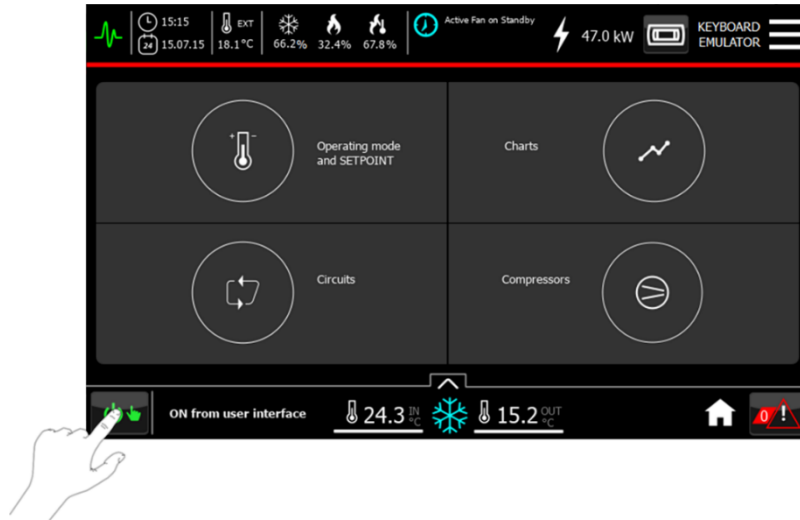 15:15
24 15.07.15
EXT
18.1°C
66.2% 32.4% 67.8%
Active Fan on Standby
47.0 kW
KEYBOARD
EMULATOR
Operating mode
and SETPOINT
Charts
Circuits
Compressors
ON from user interface
24.3 IN °C
15.2 OUT °C
0 !